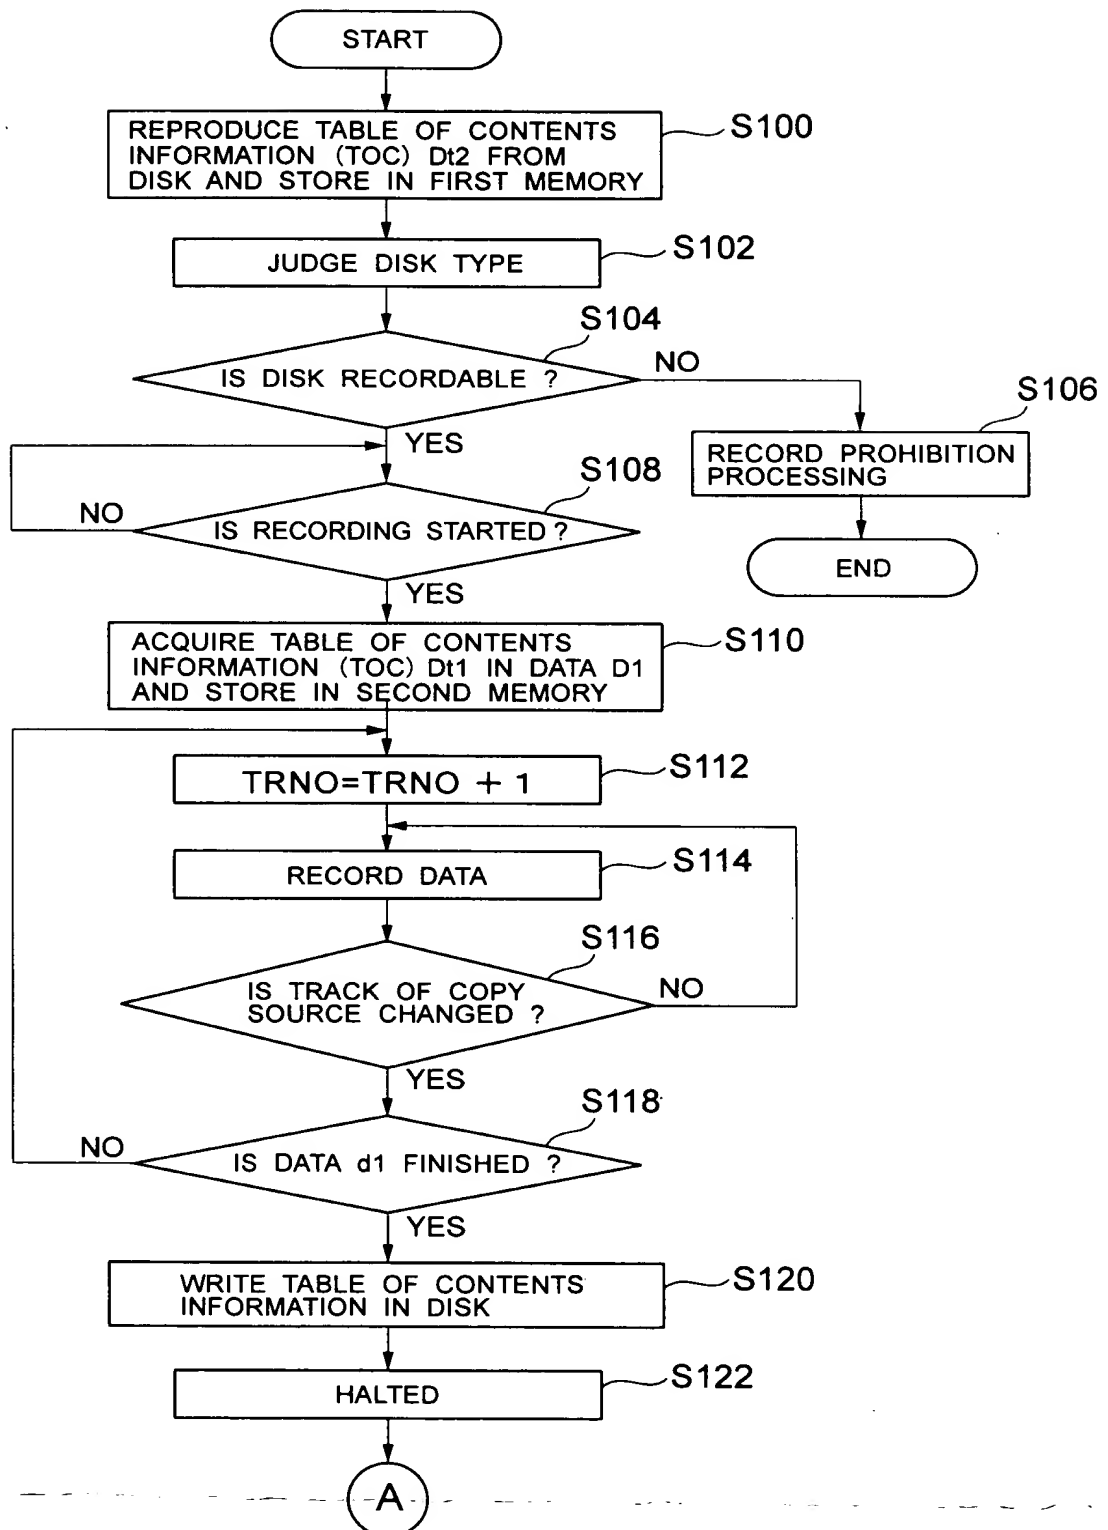 START
REPRODUCE TABLE OF CONTENTS
INFORMATION (TOC) Dt2 FROM
DISK AND STORE IN FIRST MEMORY
S100
JUDGE DISK TYPE
S102
S104
IS DISK RECORDABLE ?
NO
YES
S106
RECORD PROHIBITION
PROCESSING
END
S108
NO
IS RECORDING STARTED ?
YES
ACQUIRE TABLE OF CONTENTS
INFORMATION (TOC) Dt1 IN DATA D1
AND STORE IN SECOND MEMORY
S110
TRNO=TRNO + 1
S112
RECORD DATA
S114
S116
IS TRACK OF COPY
SOURCE CHANGED ?
NO
YES
S118
NO
IS DATA d1 FINISHED ?
YES
WRITE TABLE OF CONTENTS
INFORMATION IN DISK
S120
HALTED
S122
A